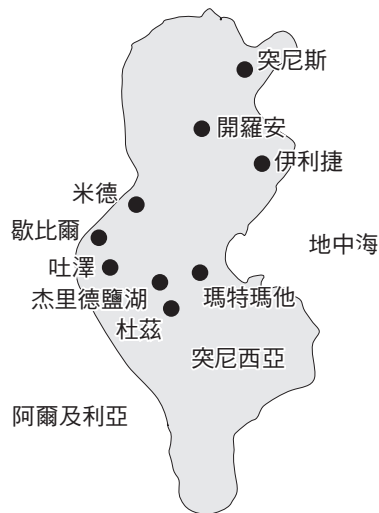 突尼斯
開羅安
伊利捷
米德
歇比爾
地中海
吐澤
杰里德鹽湖
瑪特瑪他
杜茲
突尼西亞
阿爾及利亞